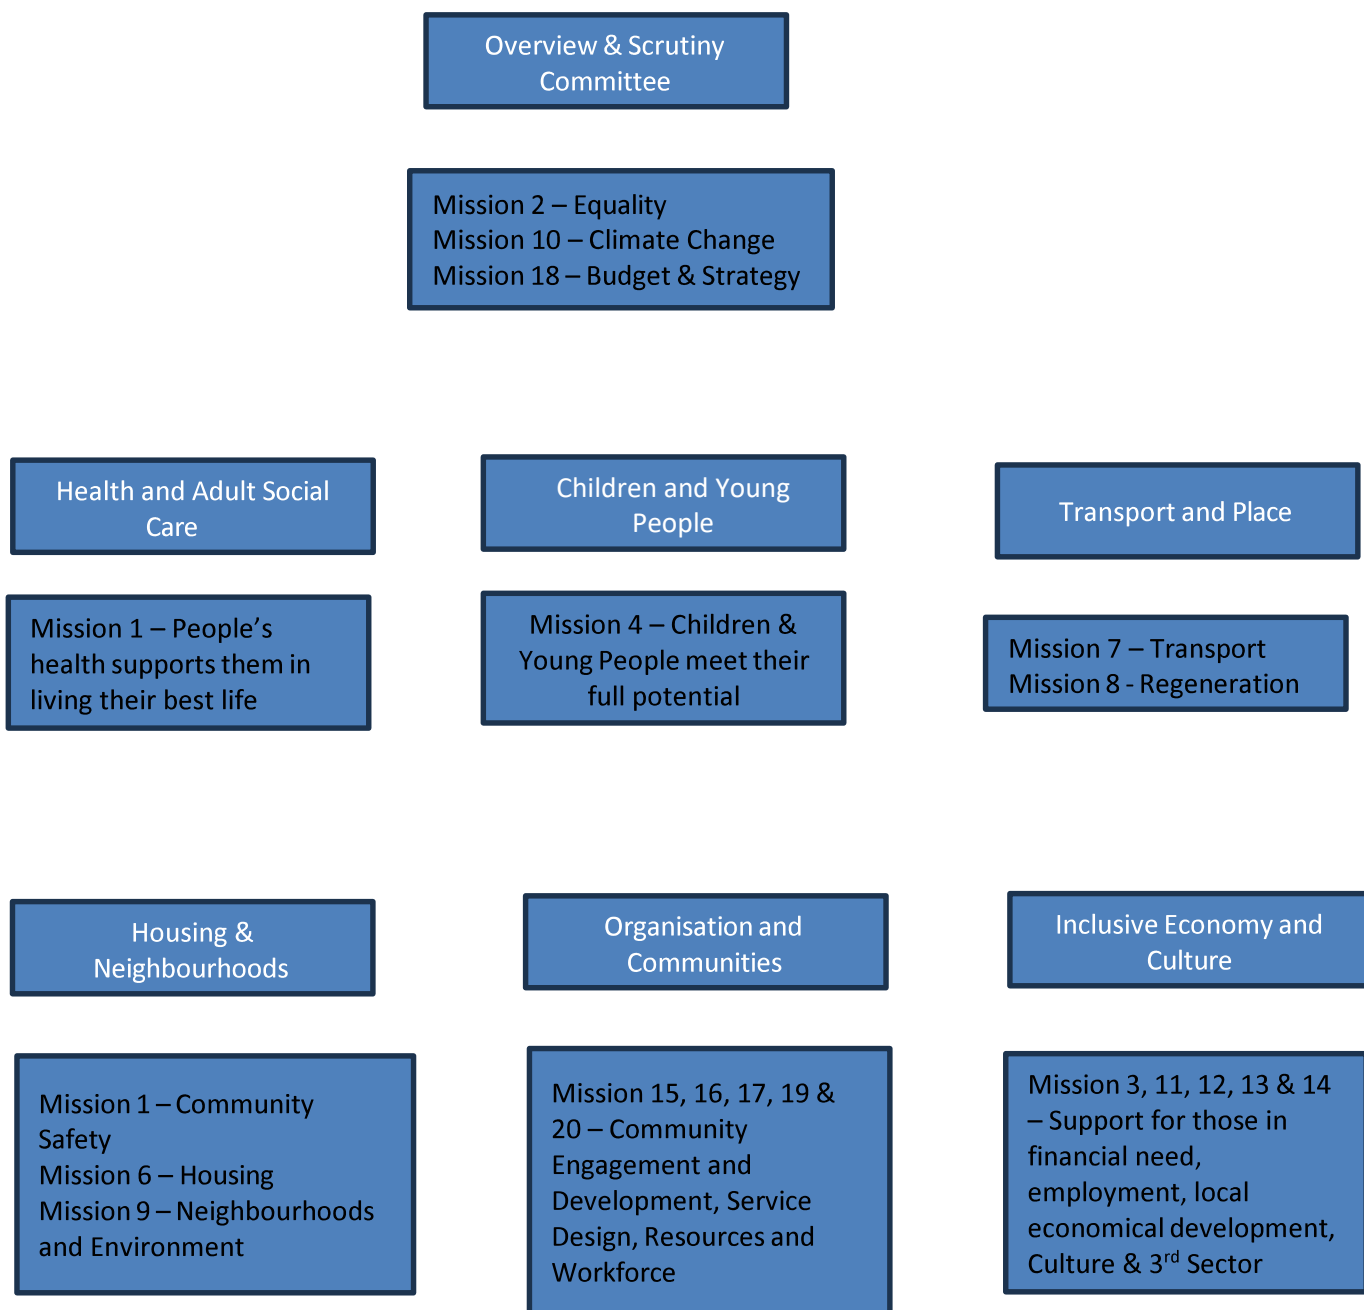 Overview & Scrutiny
Committee
Mission 2 – Equality
Mission 10 – Climate Change
Mission 18 – Budget & Strategy
Health and Adult Social
Care
Mission 1 – People’s
health supports them in
living their best life
Children and Young
People
Mission 4 – Children &
Young People meet their
full potential
Transport and Place
Mission 7 – Transport
Mission 8 - Regeneration
Housing &
Neighbourhoods
Mission 1 – Community
Safety
Mission 6 – Housing
Mission 9 – Neighbourhoods
and Environment
Organisation and
Communities
Mission 15, 16, 17, 19 &
20 – Community
Engagement and
Development, Service
Design, Resources and
Workforce
Inclusive Economy and
Culture
Mission 3, 11, 12, 13 & 14
– Support for those in
financial need,
employment, local
economical development,
Culture & 3rd Sector